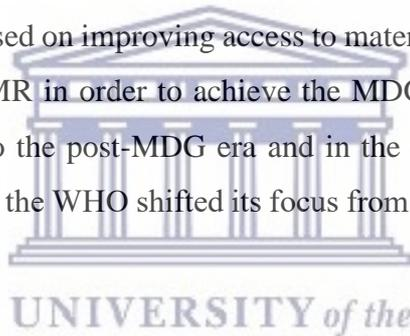 sed on improving access to mater
MR in order to achieve the MDG
o the post-MDG era and in the
the WHO shifted its focus from
UNIVERSITY of the